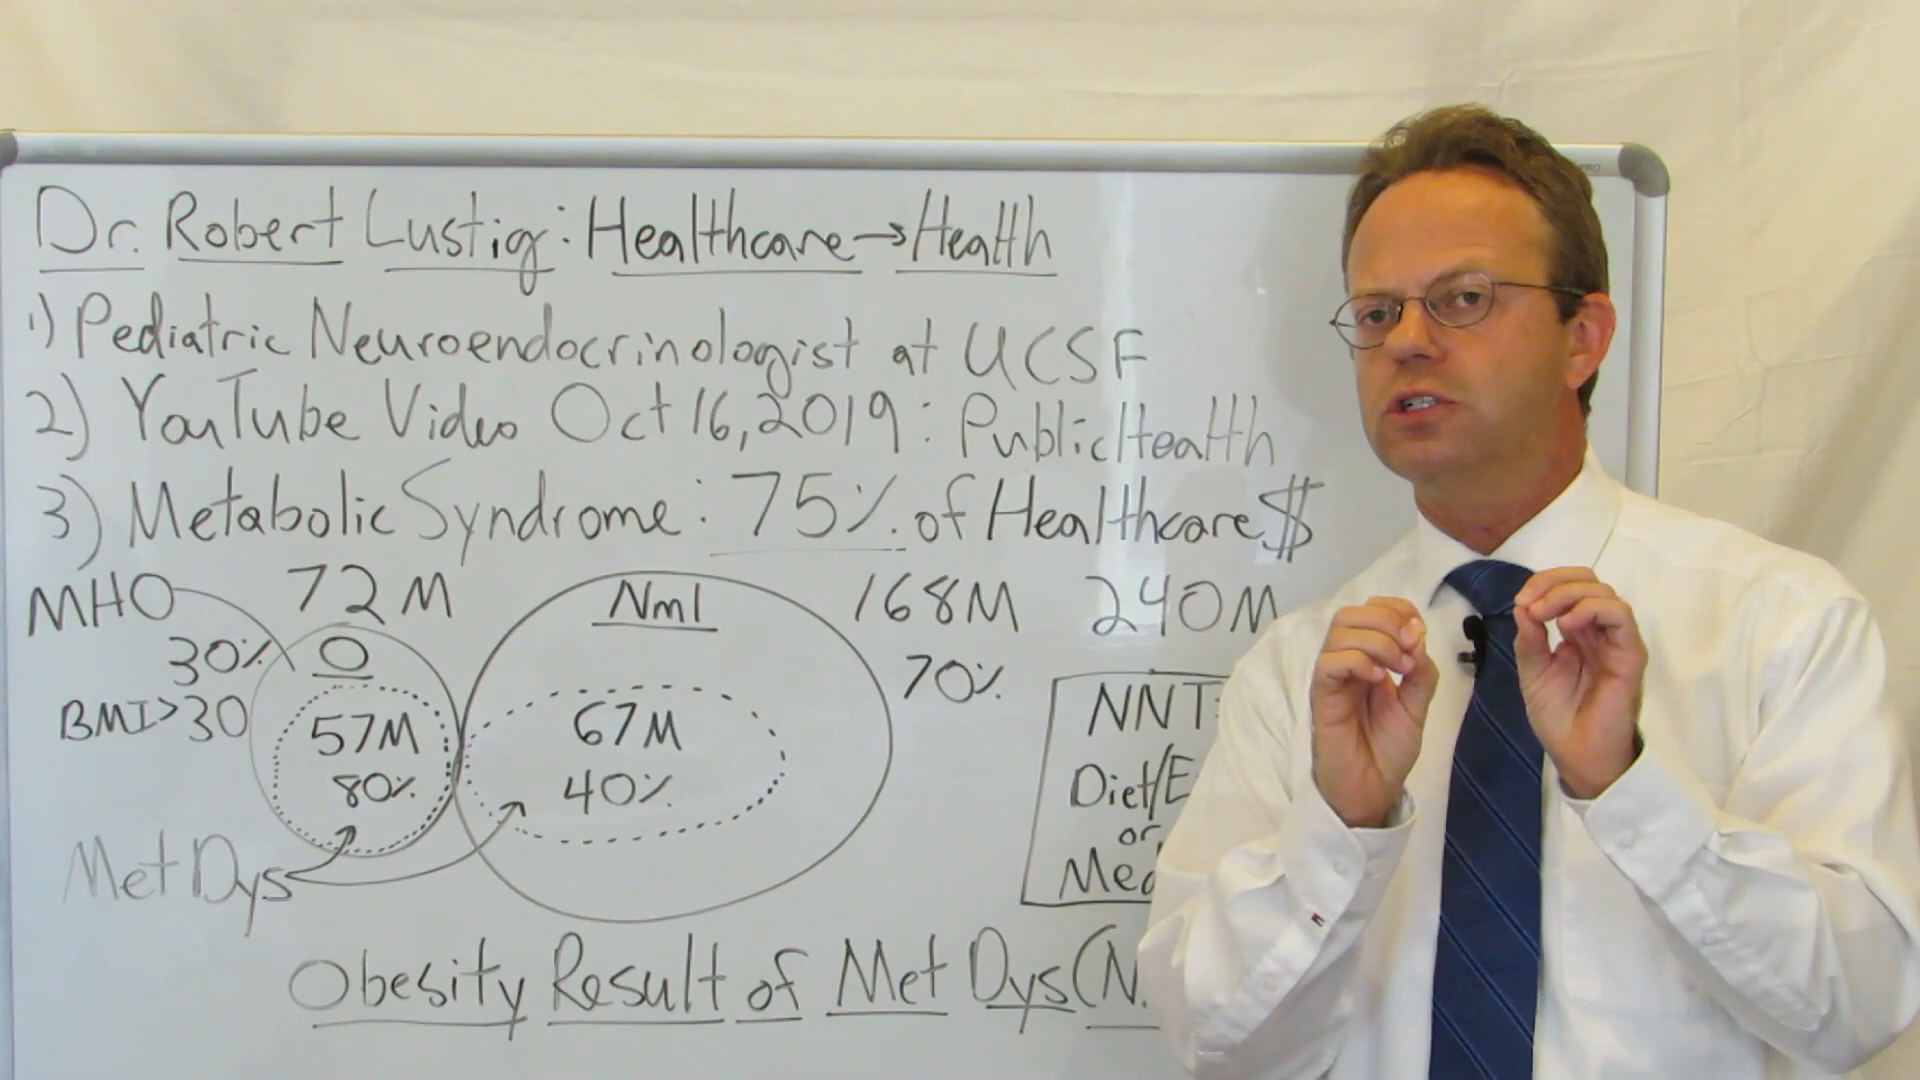 Dr. Robert Lustig: Healthcare→Health
1) Pediatric Neuroendocrinologist at UCSF
2) YouTube Video Oct 16, 2019: Public Health
3) Metabolic Syndrome: 75% of Healthcare $
MHO 72M Nml 168M 240M
30% O 70%
BMI>30 57M 67M
80% 40%
Met Dys
NNT
Diet/E
or
Med
Obesity Result of Met Dys (N.